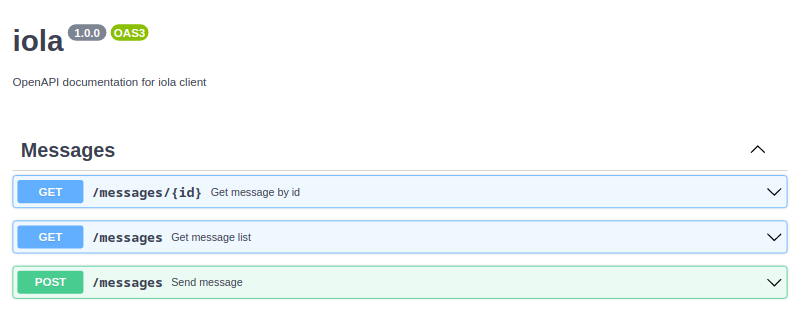 iola 1.0.0 OAS3
OpenAPI documentation for iola client
Messages
GET /messages/{id} Get message by id
GET /messages Get message list
POST /messages Send message